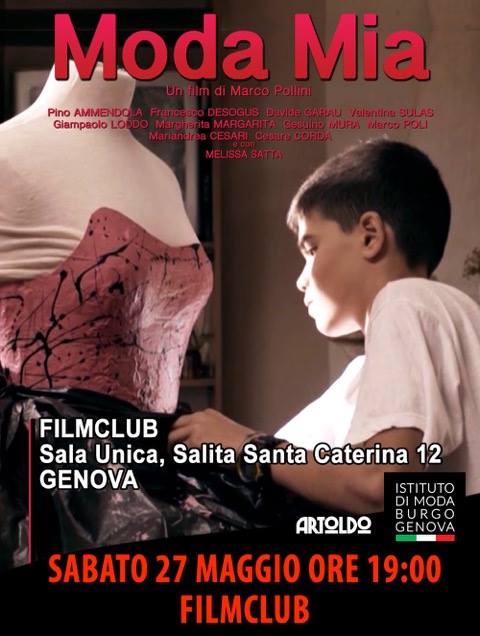 Moda Mia
Un film di Marco Pollini
Pino AMMENDOLA Francesco DESOGUS Davide GARAU Valentina SULAS
Giampaolo LODDO Margherita MARGARITA Gesuino MURA Marco POLI
Mariandrea CESARI Cesare CORDA
e con
MELISSA SATTA
FILMCLUB
Sala Unica, Salita Santa Caterina 12
GENOVA
ARTOLDO
ISTITUTO
DI MODA
BURGO
GENOVA
SABATO 27 MAGGIO ORE 19:00
FILMCLUB